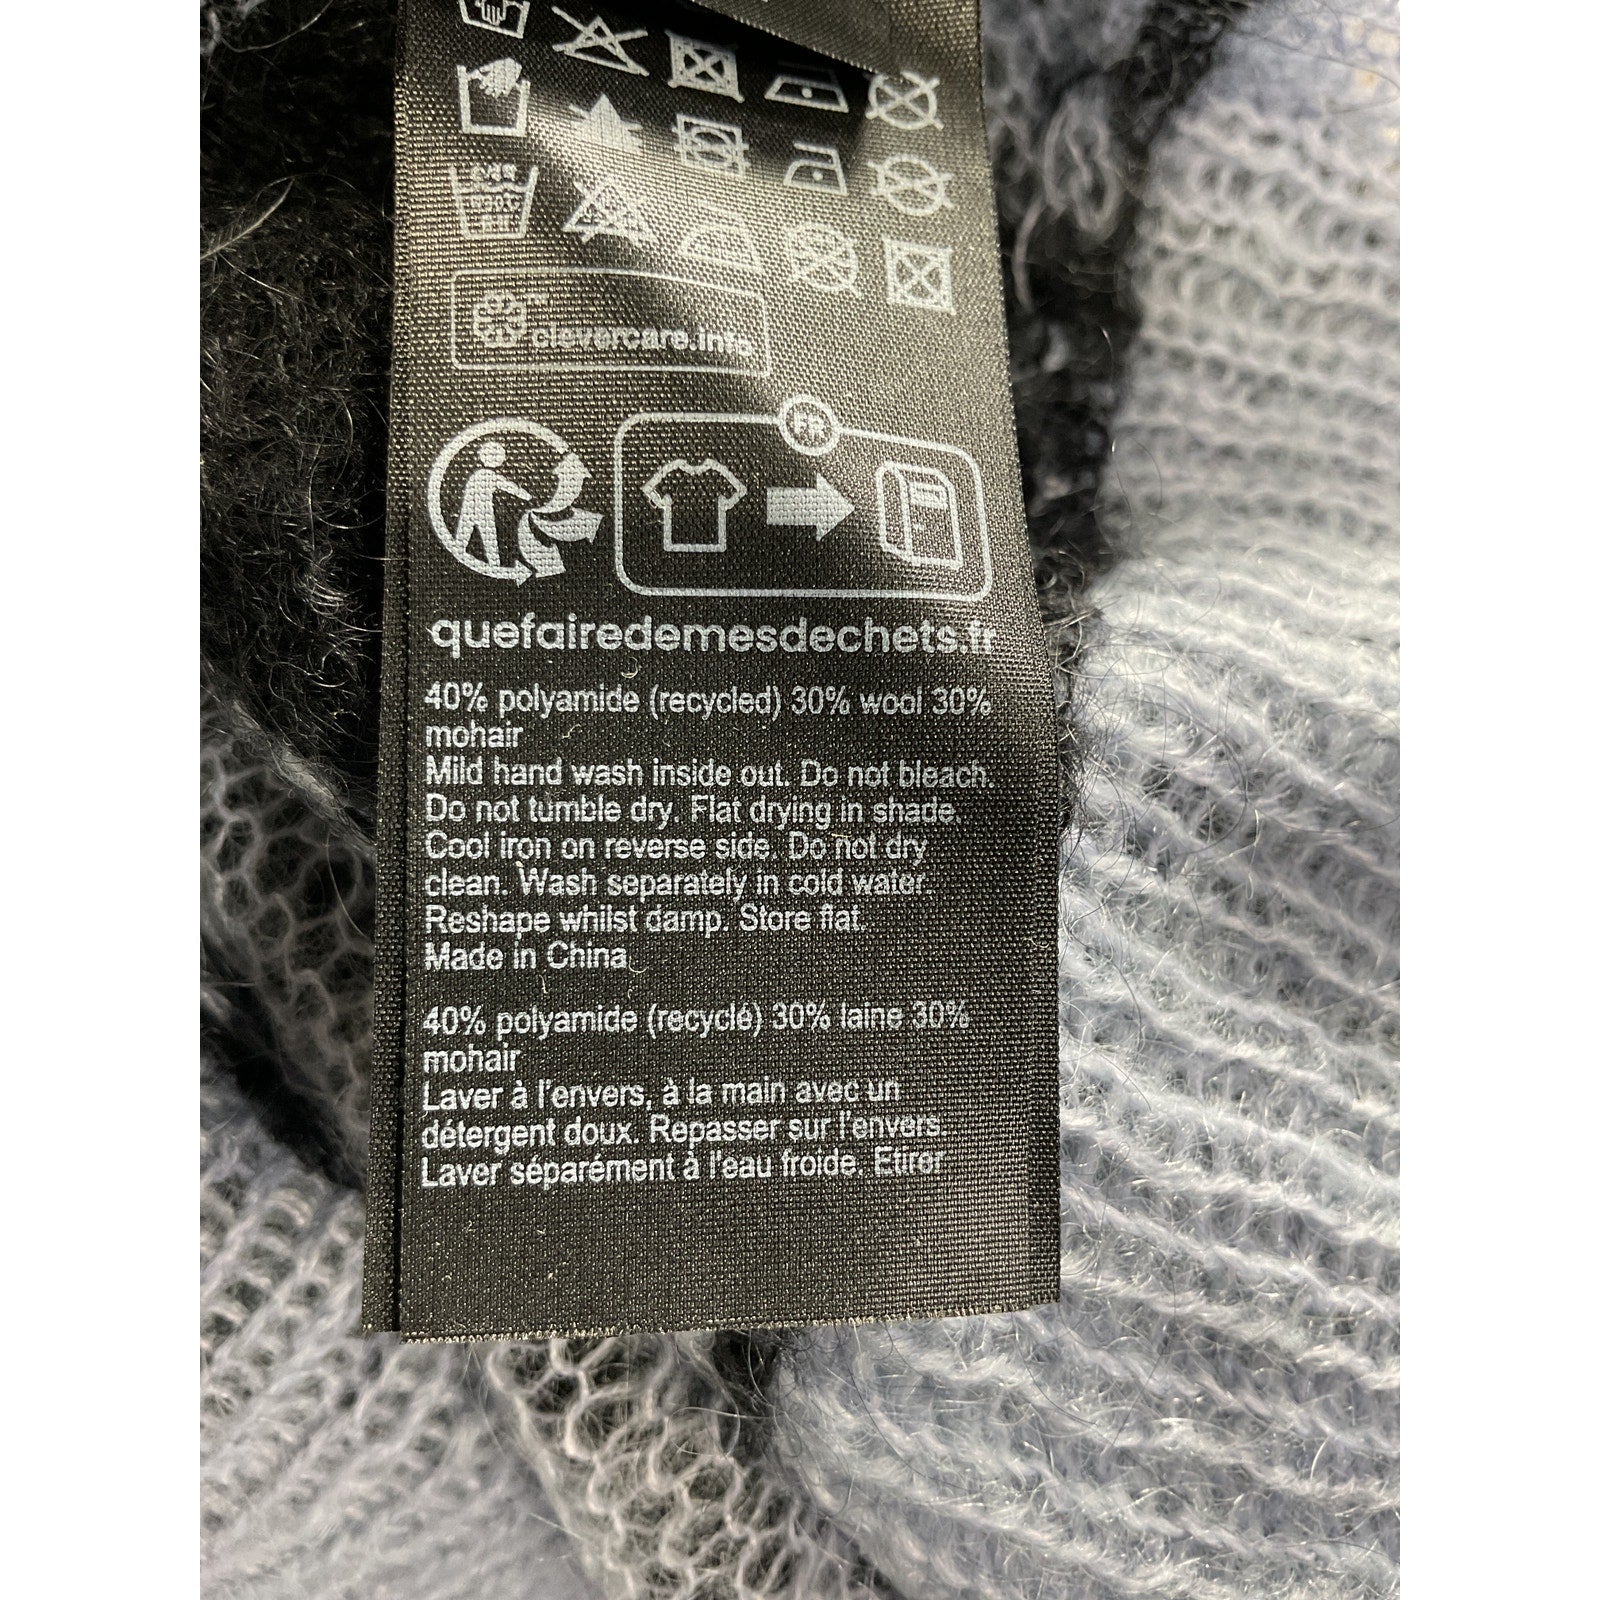 clevercare.info
FR
quefairedemesdechets.fr
40% polyamide (recycled) 30% wool 30%
mohair
Mild hand wash inside out. Do not bleach.
Do not tumble dry. Flat drying in shade.
Cool iron on reverse side. Do not dry
clean. Wash separately in cold water.
Reshape whilst damp. Store flat.
Made in China
40% polyamide (recyclé) 30% laine 30%
mohair
Laver à l'envers, à la main avec un
détergent doux. Repasser sur l'envers.
Laver séparément à l'eau froide. Etirer